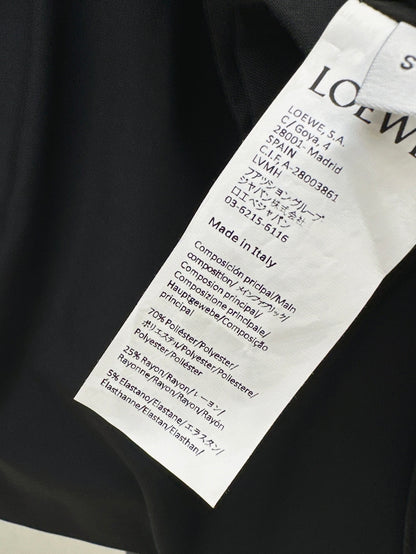 S
LOEWE
LOEWE, S.A.
C/ Goya, 4
28001- Madrid
SPAIN
C.I.F, A-28003861
LVMH
ファッショングループ
ジャパン株式会社
ロエベジャパン
03-6215-6116
Made in Italy
Composición pricipal/Main
composition/メインファブリック/
Composion principal/
Composizione principale/
Hauptgewebe/Composição
principal
70% Poliéster/Polyester/
ポリエステル/Polyester/Poliestere/
Polyester/Poliéster
25% Rayon/Rayon/レーヨン/
Rayonne/Rayon/Rayon/Rayón
5% Elastano/Elastane/エラスタン/
Elasthanne/Elastan/Elasthan/